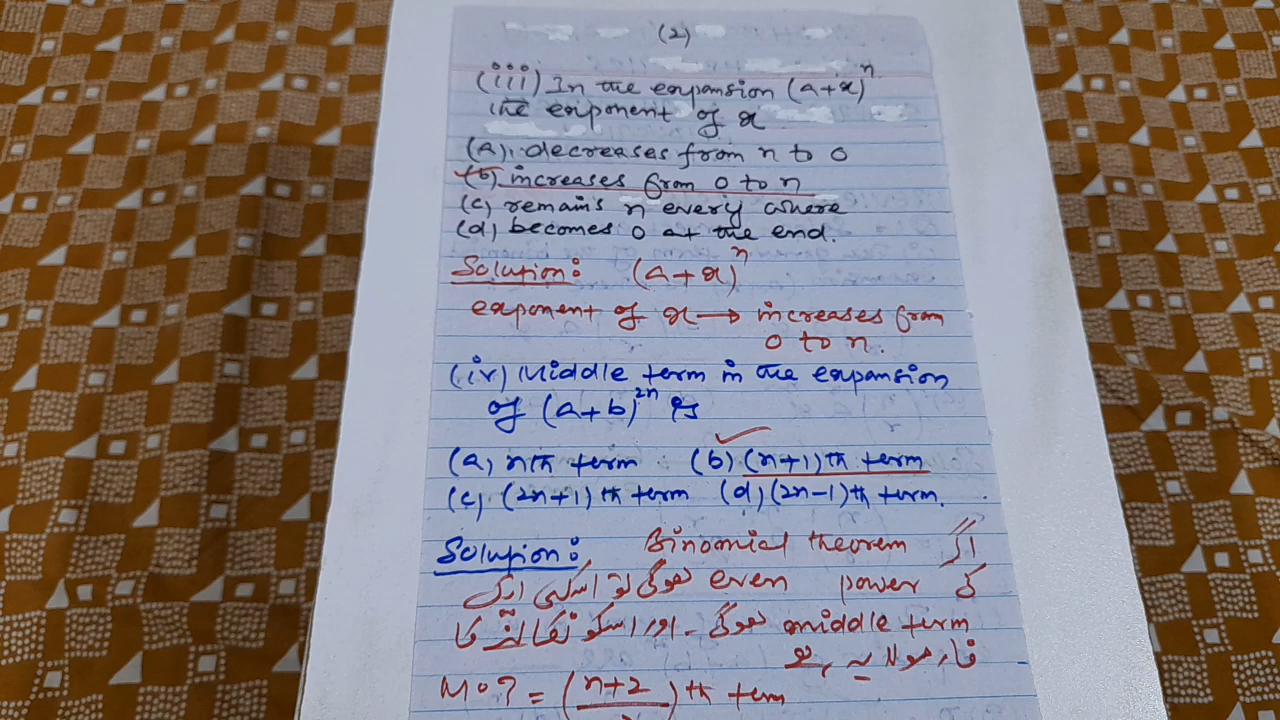 (2)
(iii) In the expansion (a+x)^n
the exponent of x
(A). decreases from n to 0
(b) increases from 0 to n
(c) remains n every where
(d) becomes 0 at the end.
Solution: (a+x)^n
exponent of x → increases from
0 to n.
(iv) Middle term in the expansion
of (a+b)^2n is
(a) nth term (b) (n+1)th term
(c) (2n+1)th term (d) (2n-1)th term.
Solution: Binomial theorem اگر
کی power even ہوگی تو اسکی ایک
middle term ہوگی۔ اور اسکو نکالنے کا
فارمولا یہ ہے
M.T = (n+2/2)th term